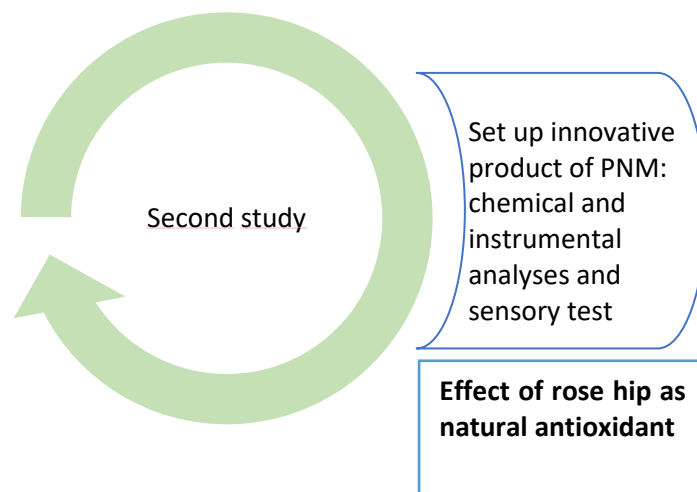 Second study
Set up innovative
product of PNM:
chemical and
instrumental
analyses and
sensory test
Effect of rose hip as
natural antioxidant